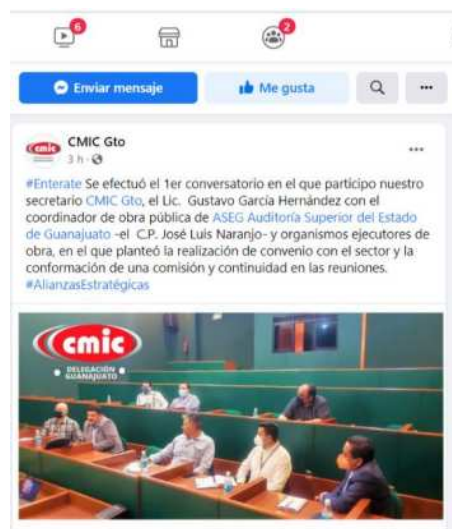 6
2
Enviar mensaje
Me gusta
cmic
CMIC Gto
3 h
#Enterate Se efectuó el 1er conversatorio en el que participo nuestro
secretario CMIC Gto, el Lic. Gustavo García Hernández con el
coordinador de obra pública de ASEG Auditoría Superior del Estado
de Guanajuato -el C.P. José Luis Naranjo- y organismos ejecutores de
obra, en el que planteó la realización de convenio con el sector y la
conformación de una comisión y continuidad en las reuniones.
#AlianzasEstratégicas
cmic
DELEGACIÓN
GUANAJUATO